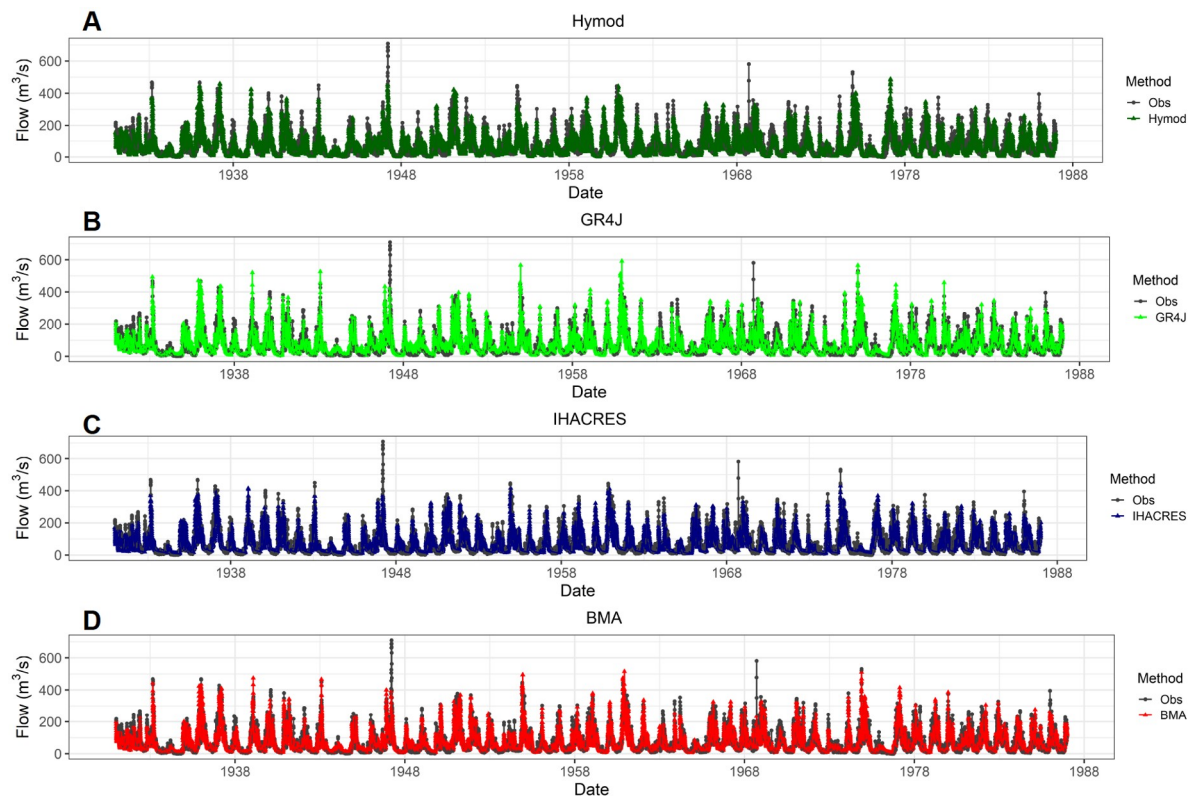 A
Hymod
Flow (m³/s)
600
400
200
0
1938
1948
1958
1968
1978
1988
Date
Method
Obs
Hymod
B
GR4J
Flow (m³/s)
600
400
200
0
1938
1948
1958
1968
1978
1988
Date
Method
Obs
GR4J
C
IHACRES
Flow (m³/s)
600
400
200
0
1938
1948
1958
1968
1978
1988
Date
Method
Obs
IHACRES
D
BMA
Flow (m³/s)
600
400
200
0
1938
1948
1958
1968
1978
1988
Date
Method
Obs
BMA